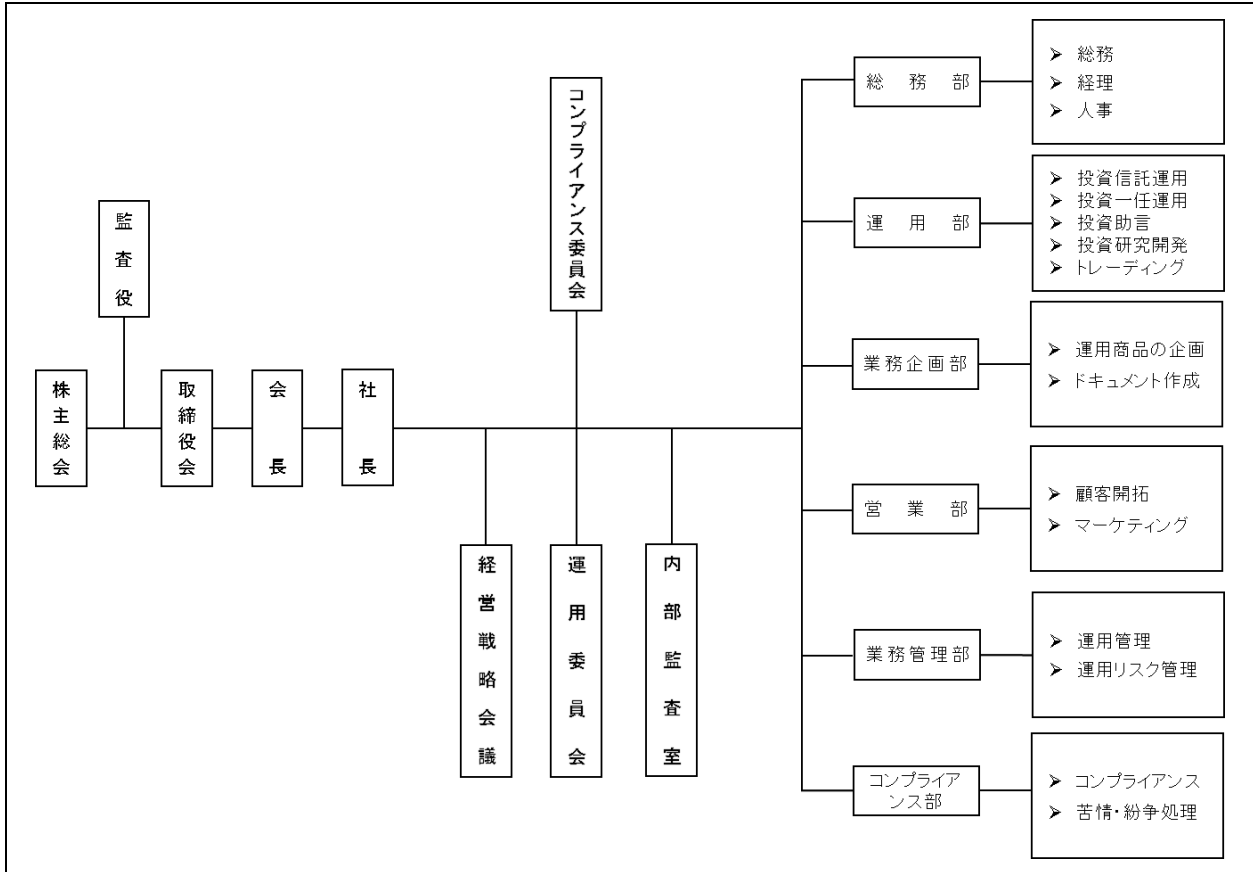 株主総会
監査役
取締役会
会長
社長
コンプライアンス委員会
経営戦略会議
運用委員会
内部監査室
総務部
➢ 総務
➢ 経理
➢ 人事
運用部
➢ 投資信託運用
➢ 投資一任運用
➢ 投資助言
➢ 投資研究開発
➢ トレーディング
業務企画部
➢ 運用商品の企画
➢ ドキュメント作成
営業部
➢ 顧客開拓
➢ マーケティング
業務管理部
➢ 運用管理
➢ 運用リスク管理
コンプライア
ンス部
➢ コンプライアンス
➢ 苦情・紛争処理